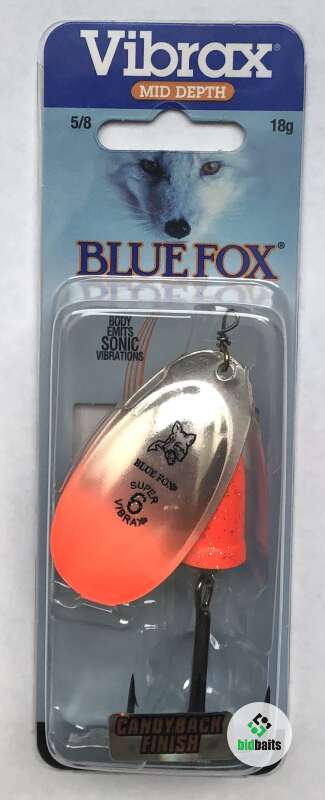 Vibrax®
MID DEPTH
5/8 18g
BLUE FOX®
BODY
EMITS
SONIC
VIBRATIONS
BLUE FOX®
SUPER
6
VIBRAX®
CANDYBACK
FINISH
bidbaits